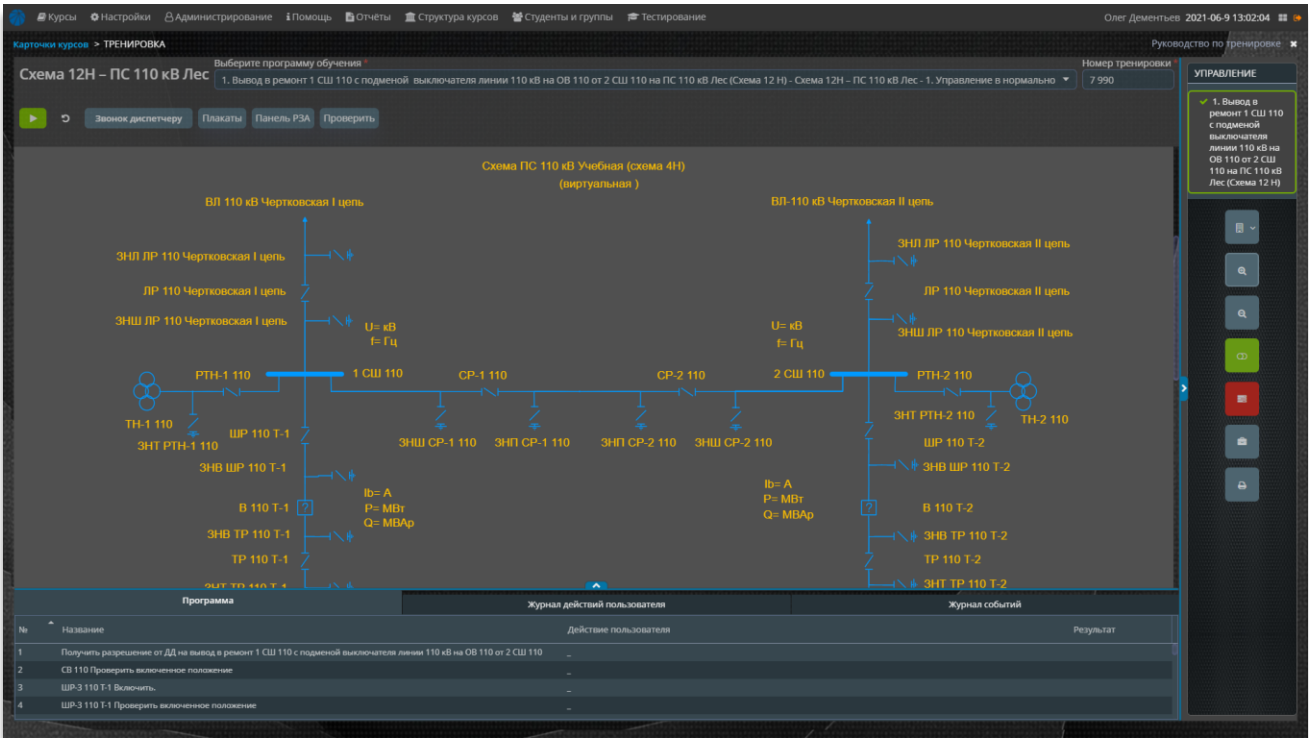 Курсы Настройки Администрирование Помощь Отчёты Структура курсов Студенты и группы Тестирование Олег Дементьев 2021-06-9 13:02:04
Карточки курсов > ТРЕНИРОВКА Руководство по тренировке ×
Схема 12Н – ПС 110 кВ Лес
Выберите программу обучения *
1. Вывод в ремонт 1 СШ 110 с подменой выключателя линии 110 кВ на ОВ 110 от 2 СШ 110 на ПС 110 кВ Лес (Схема 12 Н) - Схема 12Н – ПС 110 кВ Лес - 1. Управление в нормально
Номер тренировки *
7 990
Звонок диспетчеру Плакаты Панель РЗА Проверить
УПРАВЛЕНИЕ
1. Вывод в
ремонт 1 СШ 110
с подменой
выключателя
линии 110 кВ на
ОВ 110 от 2 СШ
110 на ПС 110 кВ
Лес (Схема 12 Н)
Схема ПС 110 кВ Учебная (схема 4Н)
(виртуальная )
ВЛ 110 кВ Чертковская I цепь
ВЛ-110 кВ Чертковская II цепь
ЗНЛ ЛР 110 Чертковская I цепь
ЗНЛ ЛР 110 Чертковская II цепь
ЛР 110 Чертковская I цепь
ЛР 110 Чертковская II цепь
ЗНШ ЛР 110 Чертковская I цепь
ЗНШ ЛР 110 Чертковская II цепь
U= кВ
f= Гц
U= кВ
f= Гц
РТН-1 110
1 СШ 110
СР-1 110
СР-2 110
2 СШ 110
РТН-2 110
ТН-1 110
ЗНТ РТН-1 110
ШР 110 Т-1
ЗНШ СР-1 110
ЗНП СР-1 110
ЗНП СР-2 110
ЗНШ СР-2 110
ЗНТ РТН-2 110
ТН-2 110
ШР 110 Т-2
ЗНВ ШР 110 Т-1
ЗНВ ШР 110 Т-2
Ib= А
P= МВт
Q= МВАр
Ib= А
P= МВт
Q= МВАр
В 110 Т-1
?
?
В 110 Т-2
ЗНВ ТР 110 Т-1
ЗНВ ТР 110 Т-2
ТР 110 Т-1
ТР 110 Т-2
ЗНТ ТР 110 Т-1
ЗНТ ТР 110 Т-2
Программа Журнал действий пользователя Журнал событий
№ Название Действие пользователя Результат
1 Получить разрешение от ДД на вывод в ремонт 1 СШ 110 с подменой выключателя линии 110 кВ на ОВ 110 от 2 СШ 110 _
2 СВ 110 Проверить включенное положение _
3 ШР-3 110 Т-1 Включить. _
4 ШР-3 110 Т-1 Проверить включенное положение _